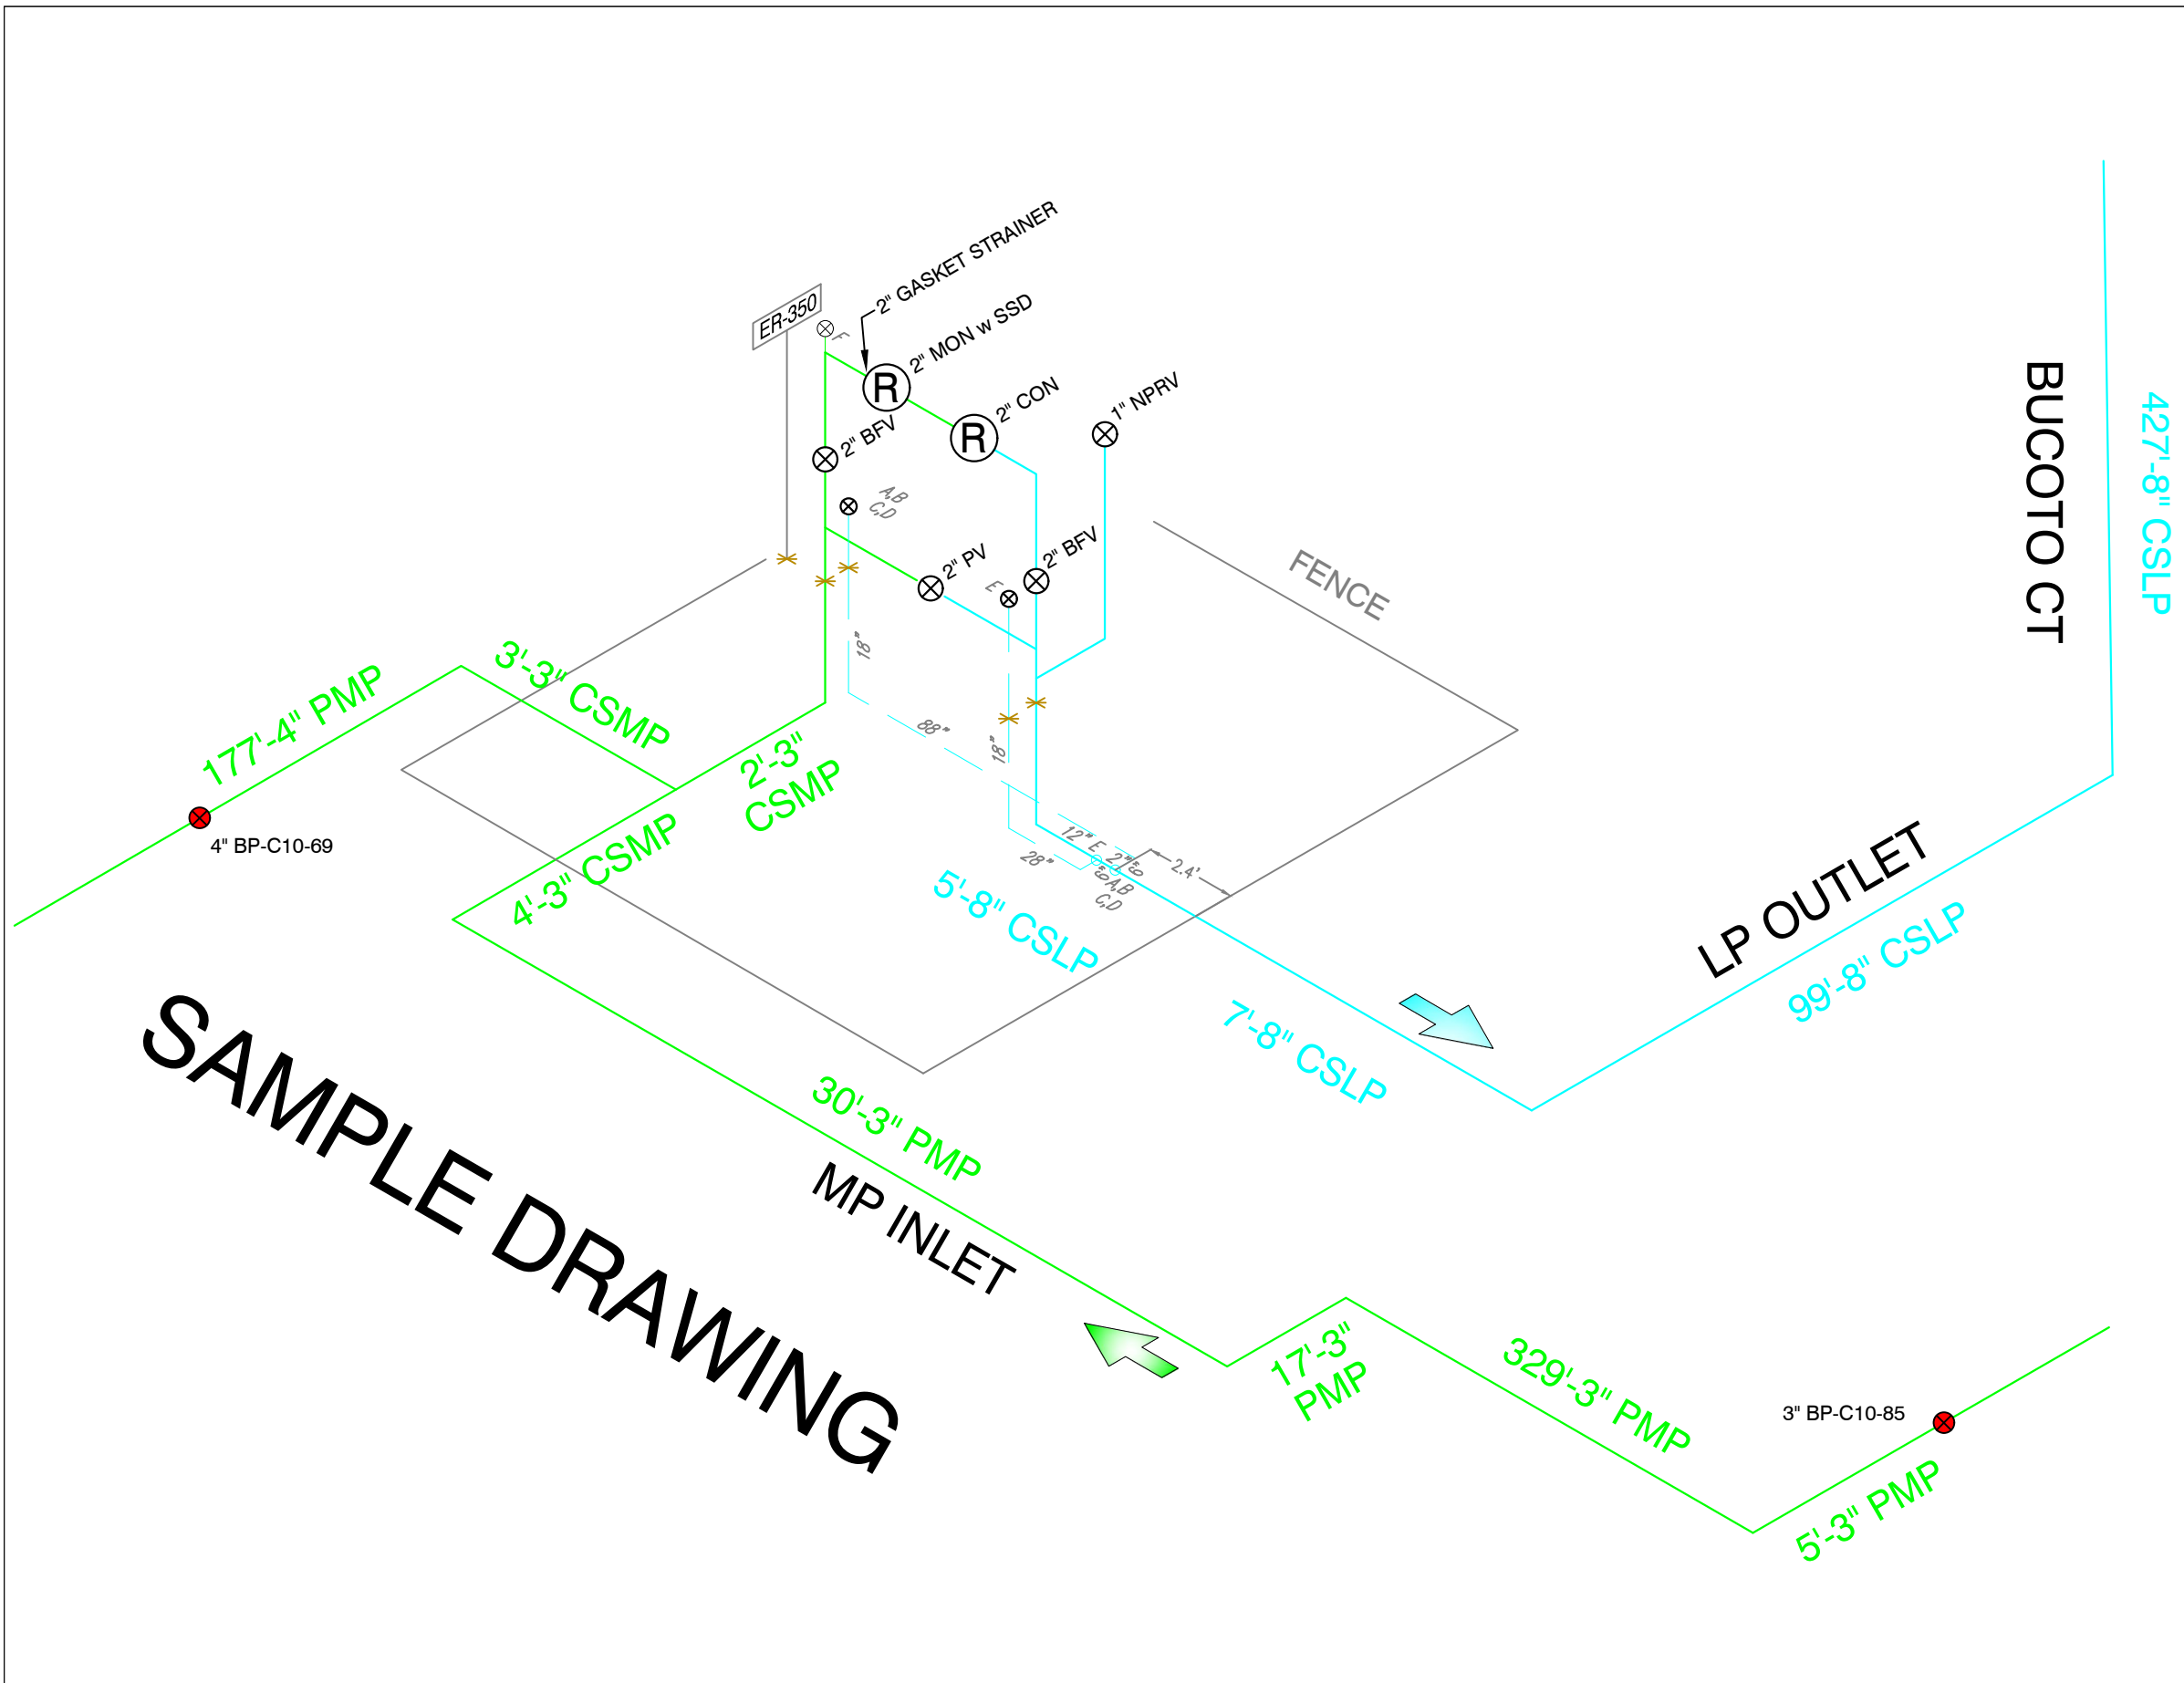 2" GASKET STRAINER
ER-350
F
2" MON w SSD
2" CON
1" NPRV
R
R
2" BFV
A,B
C,D
2" PV
2" BFV
E
FENCE
BUCOTO CT
427'-8" CSLP
18"
88"
18"
3'-3" CSMP
177'-4" PMP
2'-3"
CSMP
4" BP-C10-69
4'-3" CSMP
12"
E
2"
6"
2.4'
28"
6"
A,B
C,D
5'-8" CSLP
LP OUTLET
99'-8" CSLP
7'-8" CSLP
SAMPLE DRAWING
30'-3" PMP
MP INLET
17'-3"
PMP
329'-3" PMP
3" BP-C10-85
5'-3" PMP